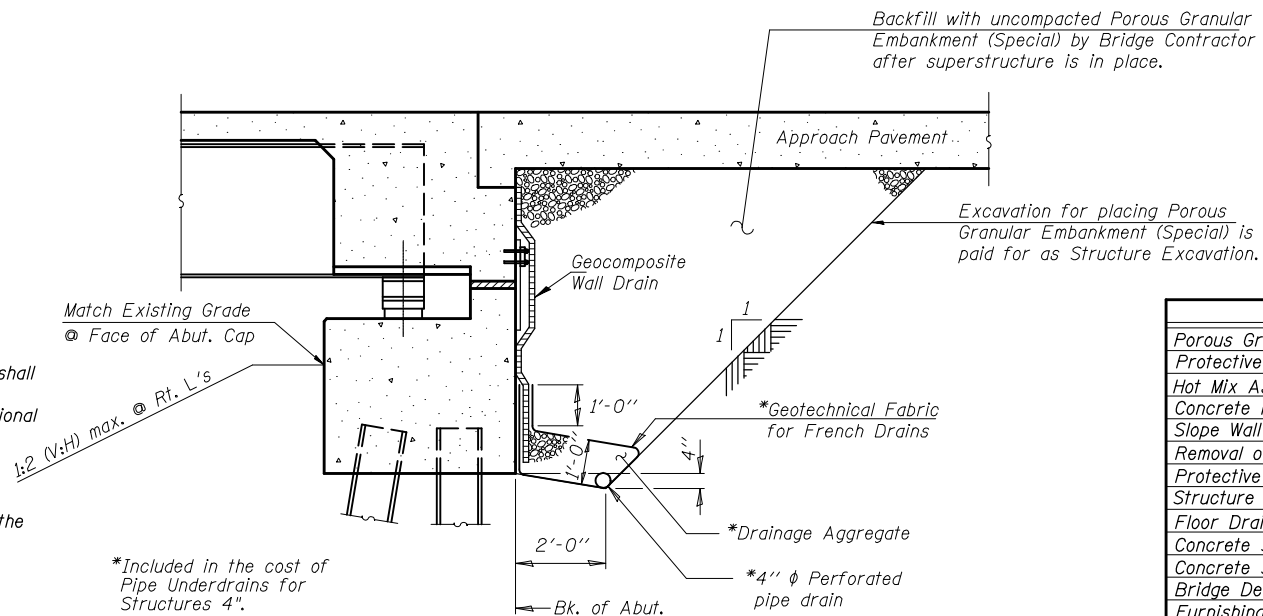 Backfill with uncompacted Porous Granular
Embankment (Special) by Bridge Contractor
after superstructure is in place.
Approach Pavement
Excavation for placing Porous
Granular Embankment (Special) is
paid for as Structure Excavation.
Geocomposite
Wall Drain
Match Existing Grade
@ Face of Abut. Cap
1:2 (V:H) max. @ Rt. L's
shall
ional
the
1
1
1'-0"
*Geotechnical Fabric
for French Drains
1'-0"
4"
*Drainage Aggregate
2'-0"
*4" ϕ Perforated
pipe drain
Bk. of Abut.
*Included in the cost of
Pipe Underdrains for
Structures 4".
Porous Gr
Protective
Hot Mix A
Concrete
Slope Wall
Removal o
Protective
Structure
Floor Drai
Concrete
Concrete
Bridge De
Furnishing